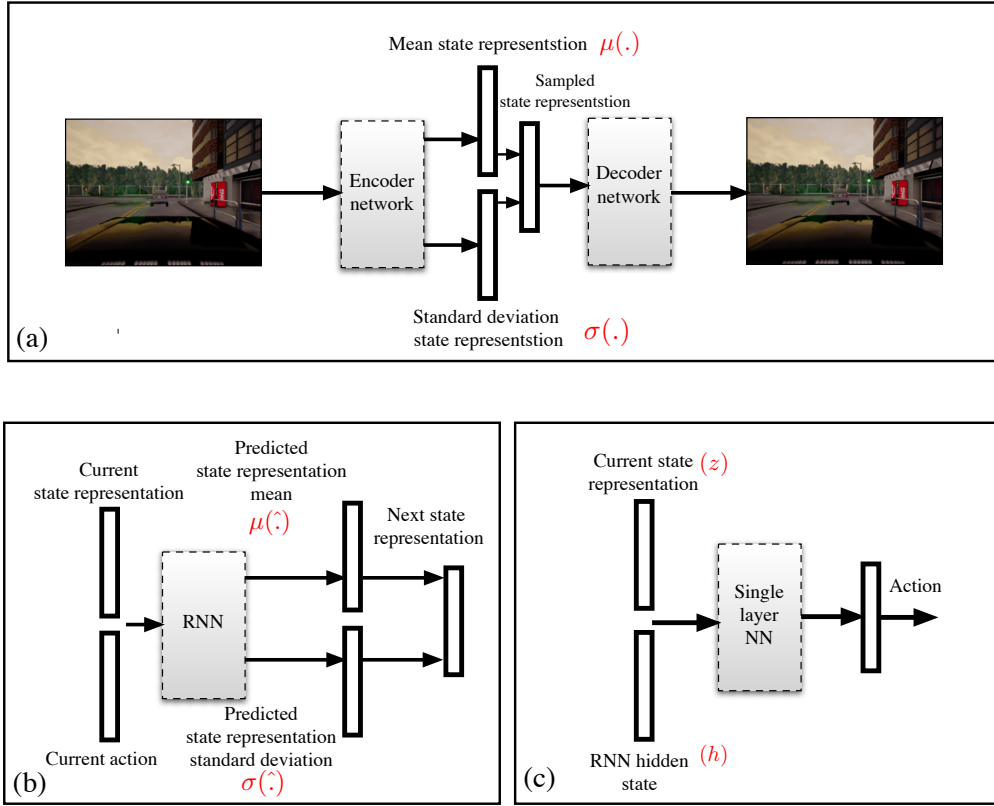 Mean state representstion μ(.)
Sampled
state representstion
Encoder
network
Decoder
network
Standard deviation
state representstion σ(.)
(a)
Current
state representation
Predicted
state representation
mean
μ(.̂)
Next state
representation
RNN
Current action
Predicted
state representation
standard deviation
σ(.̂)
(b)
Current state (z)
representation
Single
layer
NN
Action
RNN hidden (h)
state
(c)